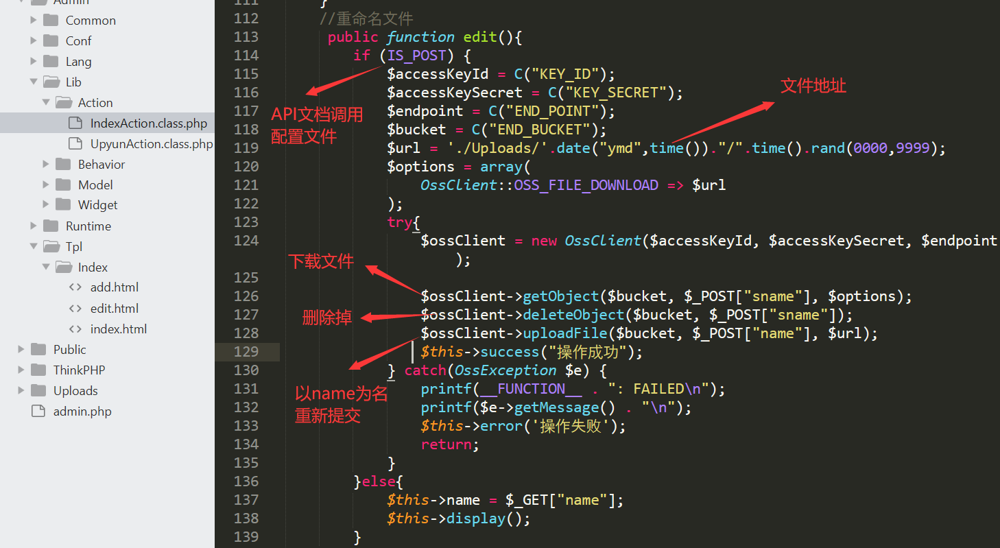 Admin
Common
Conf
Lang
Lib
Action
IndexAction.class.php
UpyunAction.class.php
Behavior
Model
Widget
Runtime
Tpl
Index
add.html
edit.html
index.html
Public
ThinkPHP
Uploads
admin.php
111 }
112 //重命名文件
113 public function edit(){
114 if (IS_POST) {
115 $accessKeyId = C("KEY_ID");
116 $accessKeySecret = C("KEY_SECRET");
117 $endpoint = C("END_POINT");
118 $bucket = C("END_BUCKET");
119 $url = './Uploads/'.date("ymd",time())."/".time().rand(0000,9999);
120 $options = array(
121 OssClient::OSS_FILE_DOWNLOAD => $url
122 );
123 try{
124 $ossClient = new OssClient($accessKeyId, $accessKeySecret, $endpoint
);
125
126 $ossClient->getObject($bucket, $_POST["sname"], $options);
127 $ossClient->deleteObject($bucket, $_POST["sname"]);
128 $ossClient->uploadFile($bucket, $_POST["name"], $url);
129 $this->success("操作成功");
130 } catch(OssException $e) {
131 printf(__FUNCTION__ . ": FAILED\n");
132 printf($e->getMessage() . "\n");
133 $this->error('操作失败');
134 return;
135 }
136 }else{
137 $this->name = $_GET["name"];
138 $this->display();
139 }
API文档调用
配置文件
文件地址
下载文件
删除掉
以name为名
重新提交